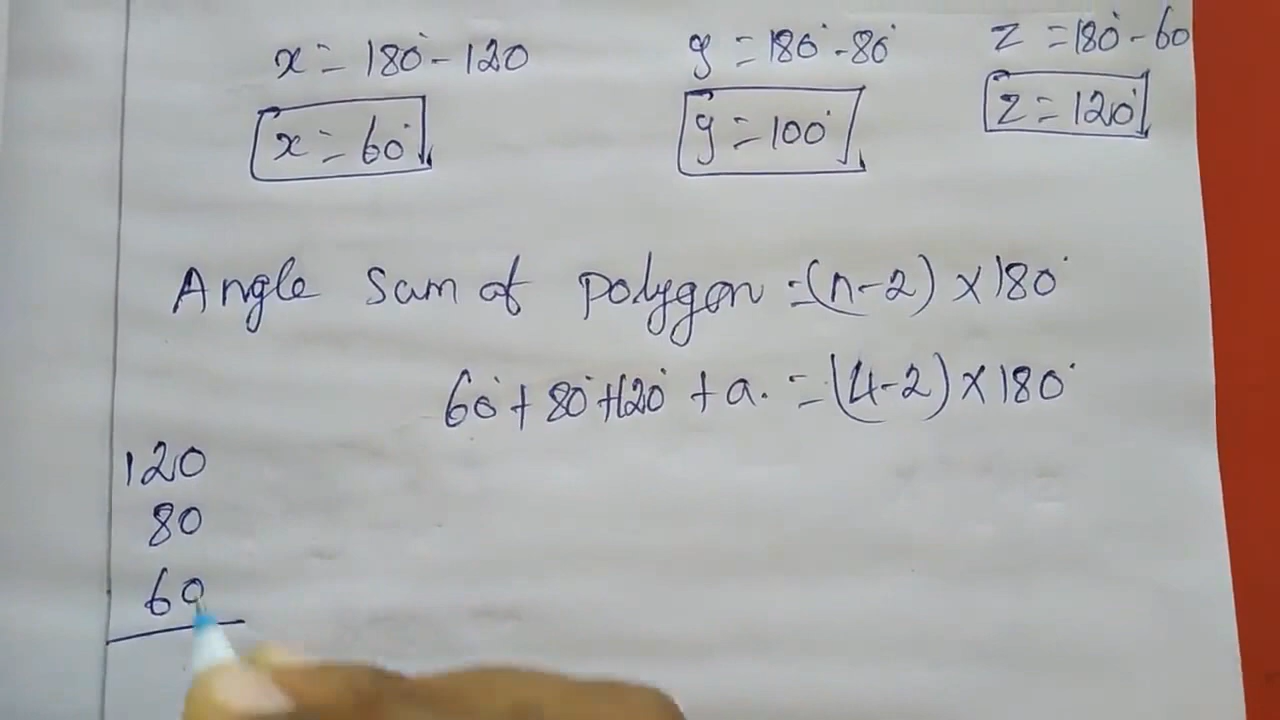 x = 180° - 120
y = 180° - 80°
z = 180° - 60
x = 60°
y = 100°
z = 120°
Angle Sum of Polygon = (n-2) × 180°
60° + 80° + 120° + a. = (4-2) × 180°
120
80
60